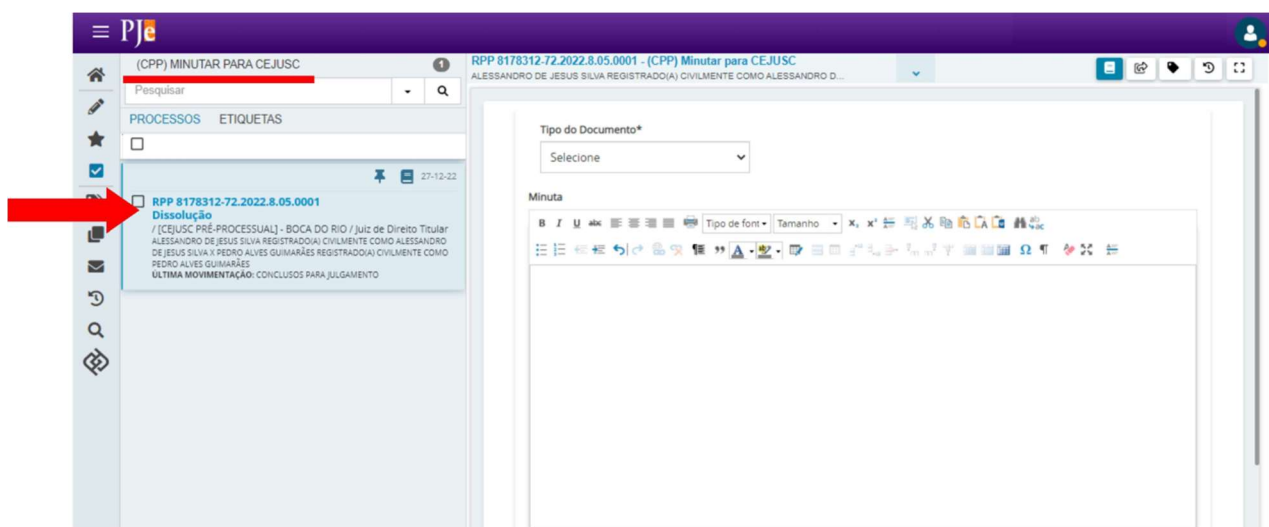 PJe
(CPP) MINUTAR PARA CEJUSC 1
Pesquisar
PROCESSOS ETIQUETAS
27-12-22
RPP 8178312-72.2022.8.05.0001
Dissolução
/ [CEJUSC PRÉ-PROCESSUAL] - BOCA DO RIO / Juiz de Direito Titular
ALESSANDRO DE JESUS SILVA REGISTRADO(A) CIVILMENTE COMO ALESSANDRO
DE JESUS SILVA X PEDRO ALVES GUIMARÃES REGISTRADO(A) CIVILMENTE COMO
PEDRO ALVES GUIMARÃES
ÚLTIMA MOVIMENTAÇÃO: CONCLUSOS PARA JULGAMENTO
RPP 8178312-72.2022.8.05.0001 - (CPP) Minutar para CEJUSC
ALESSANDRO DE JESUS SILVA REGISTRADO(A) CIVILMENTE COMO ALESSANDRO D...
Tipo do Documento*
Selecione
Minuta
B I U abc Tipo de font Tamanho x, x²
A Ω ¶